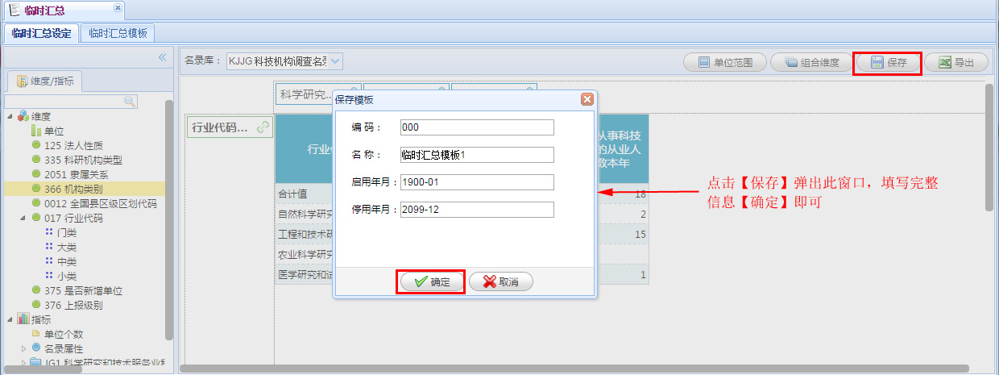 临时汇总
临时汇总设定 临时汇总模板
名录库： KJJG 科技机构调查名录
单位范围 组合维度 保存 导出
维度/指标
维度
单位
125 法人性质
335 科研机构类型
2051 隶属关系
366 机构类别
0012 全国县区级区划代码
017 行业代码
门类
大类
中类
小类
375 是否新增单位
376 上报级别
指标
单位个数
名录属性
JG1 科学研究和技术服务业
科学研究...
行业代码...
行业
从事科技
的从业人
数本年
合计值 18
自然科学研究 2
工程和技术研 15
农业科学研究
医学研究和试 1
保存模板
编 码： 000
名 称： 临时汇总模板1
启用年月： 1900-01
停用年月： 2099-12
确定 取消
点击【保存】弹出此窗口，填写完整
信息【确定】即可